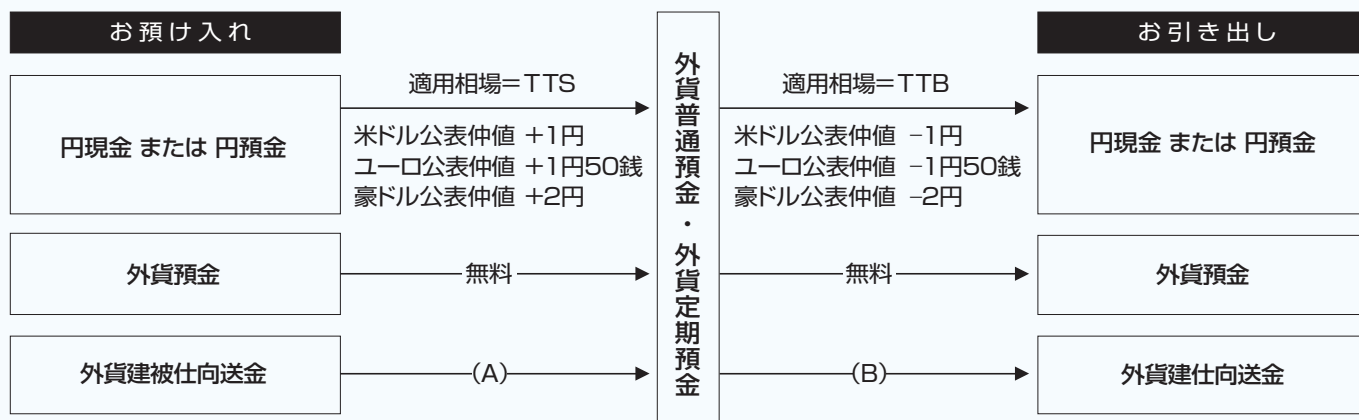 お預け入れ
お引き出し
円現金 または 円預金
適用相場＝TTS
米ドル公表仲値 +1円
ユーロ公表仲値 +1円50銭
豪ドル公表仲値 +2円
外貨普通預金・外貨定期預金
適用相場＝TTB
米ドル公表仲値 −1円
ユーロ公表仲値 −1円50銭
豪ドル公表仲値 −2円
円現金 または 円預金
外貨預金
無料
無料
外貨預金
外貨建被仕向送金
(A)
(B)
外貨建仕向送金